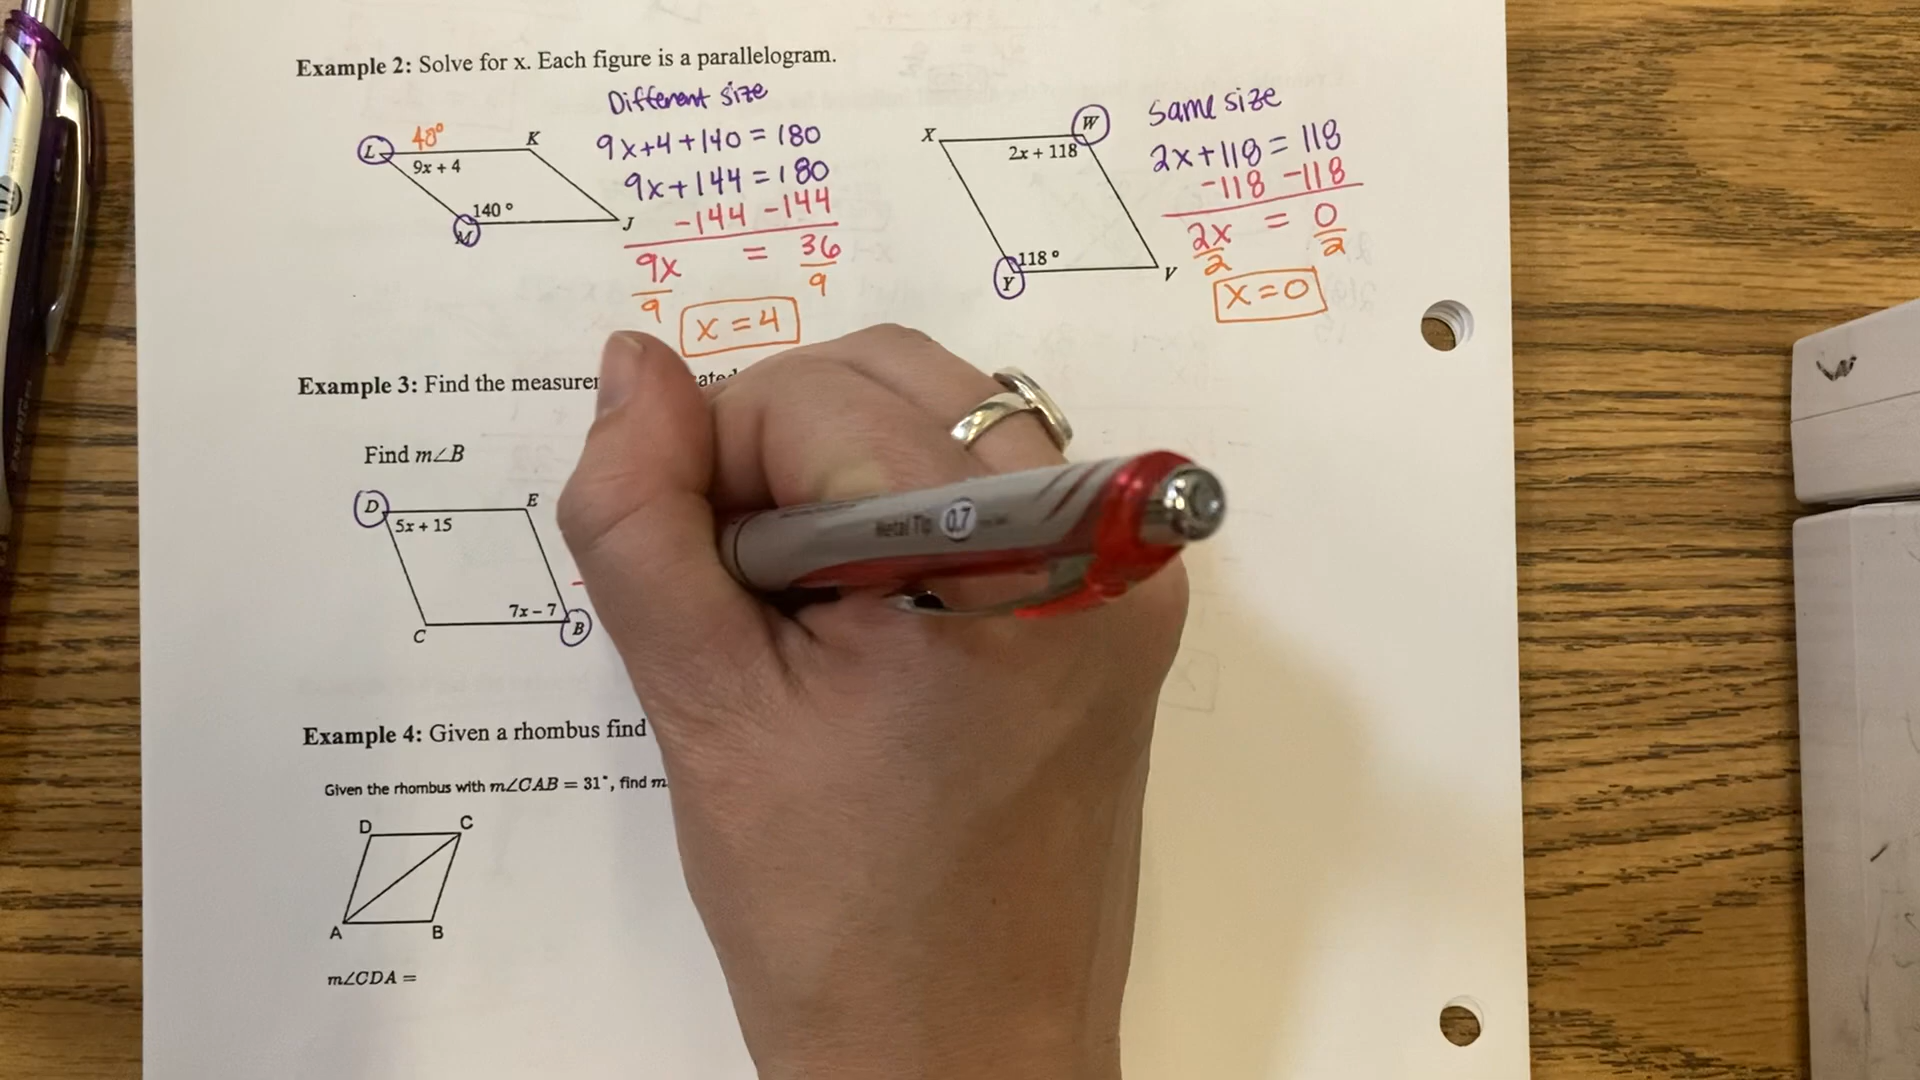 Example 2: Solve for x. Each figure is a parallelogram.
Different size
L
40°
K
9x + 4
140 °
M
J
9x+4+140 = 180
9x+144 = 180
-144 -144
9x = 36
9 9
x = 4
X
W
2x + 118
118 °
Y
V
Same size
2x+118 = 118
-118 -118
2x = 0
2 2
x = 0
Example 3: Find the
Find m∠B
D
E
5x + 15
7x – 7
C
B
Metal Tip 0.7
Example 4: Given a rhombus find
Given the rhombus with m∠CAB = 31°, find m
D
C
A
B
m∠CDA =